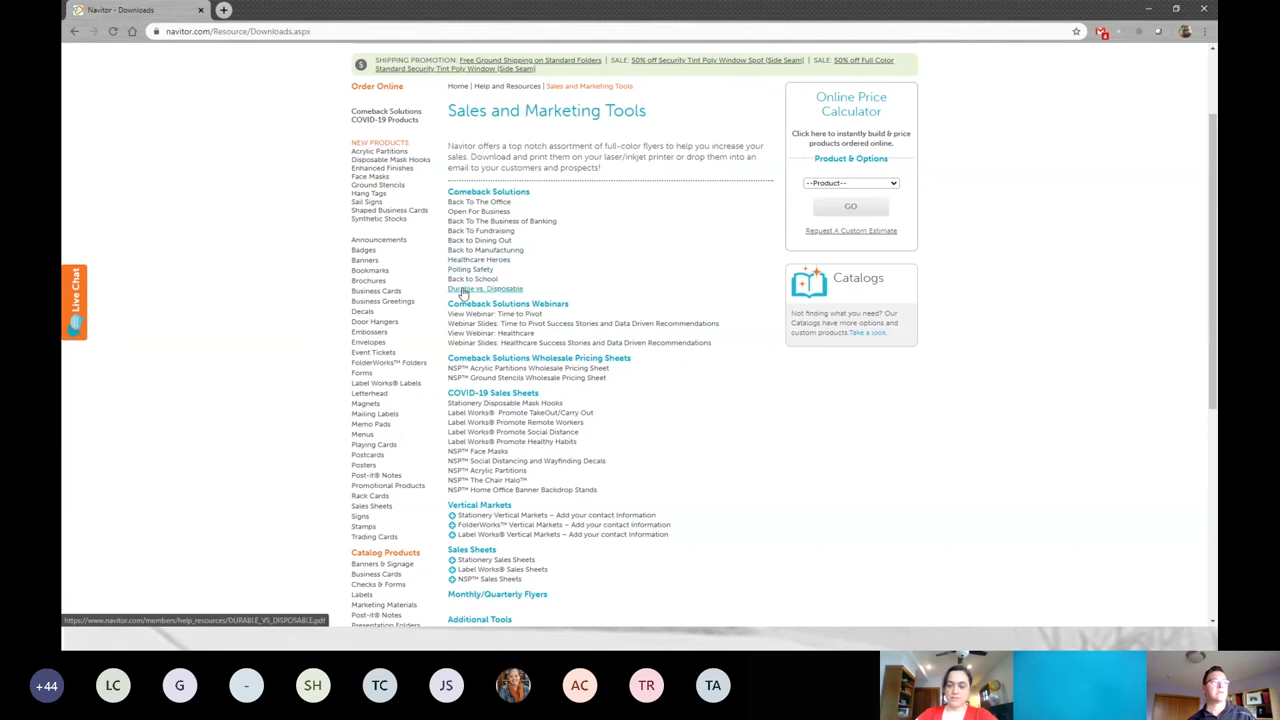 Navitor - Downloads
navitor.com/Resource/Downloads.aspx
SHIPPING PROMOTION: Free Ground Shipping on Standard Folders | SALE: 50% off Security Tint Poly Window Spot (Side Seam) | SALE: 50% off Full Color
Standard Security Tint Poly Window (Side Seam)
Order Online
Comeback Solutions
COVID-19 Products
NEW PRODUCTS
Acrylic Partitions
Disposable Mask Hooks
Enhanced Finishes
Face Masks
Ground Stencils
Hang Tags
Sail Signs
Shaped Business Cards
Synthetic Stocks
Announcements
Badges
Banners
Bookmarks
Brochures
Business Cards
Business Greetings
Decals
Door Hangers
Embossers
Envelopes
Event Tickets
FolderWorks™ Folders
Forms
Label Works® Labels
Letterhead
Magnets
Mailing Labels
Memo Pads
Menus
Playing Cards
Postcards
Posters
Post-it® Notes
Promotional Products
Rack Cards
Sales Sheets
Signs
Stamps
Trading Cards
Catalog Products
Banners & Signage
Business Cards
Checks & Forms
Labels
Marketing Materials
Post-it® Notes
Presentation Folders
Home | Help and Resources | Sales and Marketing Tools
Sales and Marketing Tools
Navitor offers a top notch assortment of full-color flyers to help you increase your
sales. Download and print them on your laser/inkjet printer or drop them into an
email to your customers and prospects!
Comeback Solutions
Back To The Office
Open For Business
Back To The Business of Banking
Back To Fundraising
Back to Dining Out
Back to Manufacturing
Healthcare Heroes
Polling Safety
Back to School
Durable vs. Disposable
Comeback Solutions Webinars
View Webinar: Time to Pivot
Webinar Slides: Time to Pivot Success Stories and Data Driven Recommendations
View Webinar: Healthcare
Webinar Slides: Healthcare Success Stories and Data Driven Recommendations
Comeback Solutions Wholesale Pricing Sheets
NSP™ Acrylic Partitions Wholesale Pricing Sheet
NSP™ Ground Stencils Wholesale Pricing Sheet
COVID-19 Sales Sheets
Stationery Disposable Mask Hooks
Label Works® Promote TakeOut/Carry Out
Label Works® Promote Remote Workers
Label Works® Promote Social Distance
Label Works® Promote Healthy Habits
NSP™ Face Masks
NSP™ Social Distancing and Wayfinding Decals
NSP™ Acrylic Partitions
NSP™ The Chair Halo™
NSP™ Home Office Banner Backdrop Stands
Vertical Markets
Stationery Vertical Markets – Add your contact Information
FolderWorks™ Vertical Markets – Add your contact Information
Label Works® Vertical Markets – Add your contact Information
Sales Sheets
Stationery Sales Sheets
Label Works® Sales Sheets
NSP™ Sales Sheets
Monthly/Quarterly Flyers
Additional Tools
Online Price
Calculator
Click here to instantly build & price
products ordered online.
Product & Options
--Product--
GO
Request A Custom Estimate
Catalogs
Not finding what you need? Our
Catalogs have more options and
custom products.Take a look.
Live Chat
https://www.navitor.com/members/help_resources/DURABLE_VS_DISPOSABLE.pdf
+44
LC
G
-
SH
TC
JS
AC
TR
TA